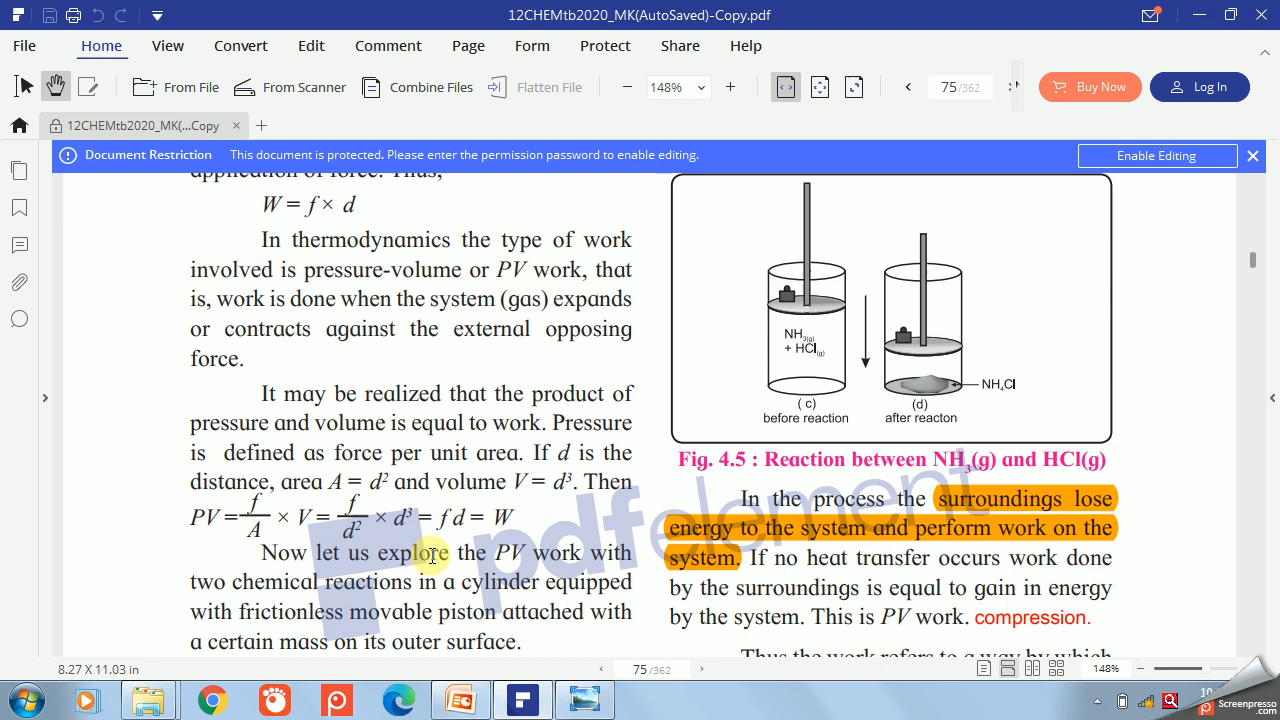 12CHEMtb2020_MK(AutoSaved)-Copy.pdf
File Home View Convert Edit Comment Page Form Protect Share Help
From File From Scanner Combine Files Flatten File 148% 75/362 Buy Now Log In
12CHEMtb2020_MK(...Copy
Document Restriction This document is protected. Please enter the permission password to enable editing. Enable Editing
application of force. Thus,
W = f × d
In thermodynamics the type of work
involved is pressure-volume or PV work, that
is, work is done when the system (gas) expands
or contracts against the external opposing
force.
It may be realized that the product of
pressure and volume is equal to work. Pressure
is defined as force per unit area. If d is the
distance, area A = d² and volume V = d³. Then
PV = f/A × V = f/d² × d³ = f d = W
Now let us explore the PV work with
two chemical reactions in a cylinder equipped
with frictionless movable piston attached with
a certain mass on its outer surface.
NH₃(g)
+ HCl(g)
NH₄Cl
(c)
before reaction
(d)
after reacton
Fig. 4.5 : Reaction between NH₃(g) and HCl(g)
In the process the surroundings lose
energy to the system and perform work on the
system. If no heat transfer occurs work done
by the surroundings is equal to gain in energy
by the system. This is PV work. compression.
Thus the work refers to a way by which
pdfelement
8.27 X 11.03 in 75/362 148%
Screenpresso
.com